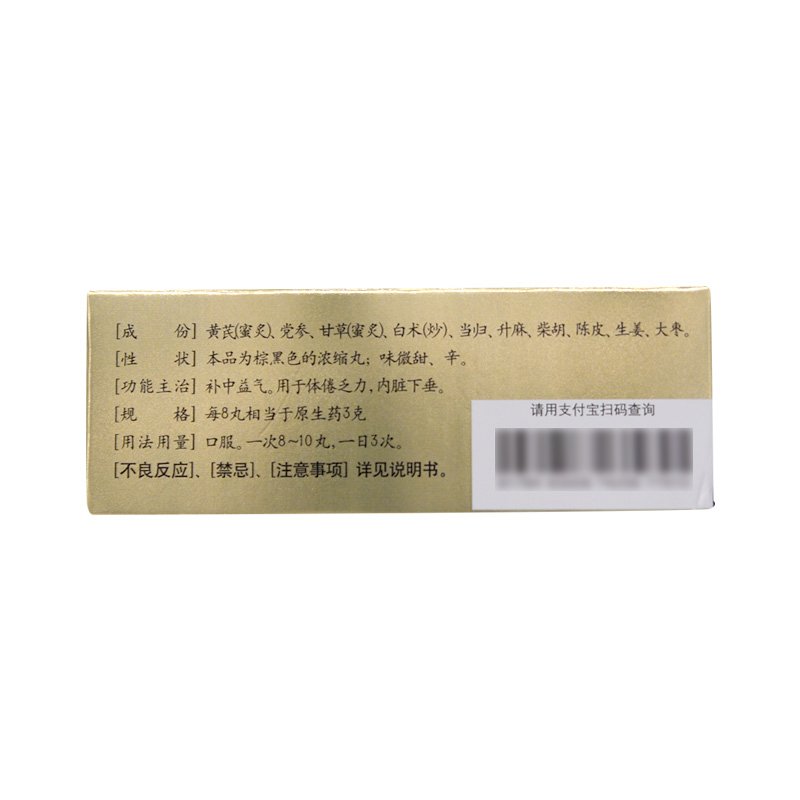 [成 份] 黄芪(蜜炙)、党参、甘草(蜜炙)、白术(炒)、当归、升麻、柴胡、陈皮、生姜、大枣。
[性 状] 本品为棕黑色的浓缩丸；味微甜、辛。
[功能主治] 补中益气。用于体倦乏力，内脏下垂。
[规 格] 每8丸相当于原生药3克
[用法用量] 口服。一次8~10丸，一日3次。
[不良反应]、[禁忌]、[注意事项] 详见说明书。
请用支付宝扫码查询